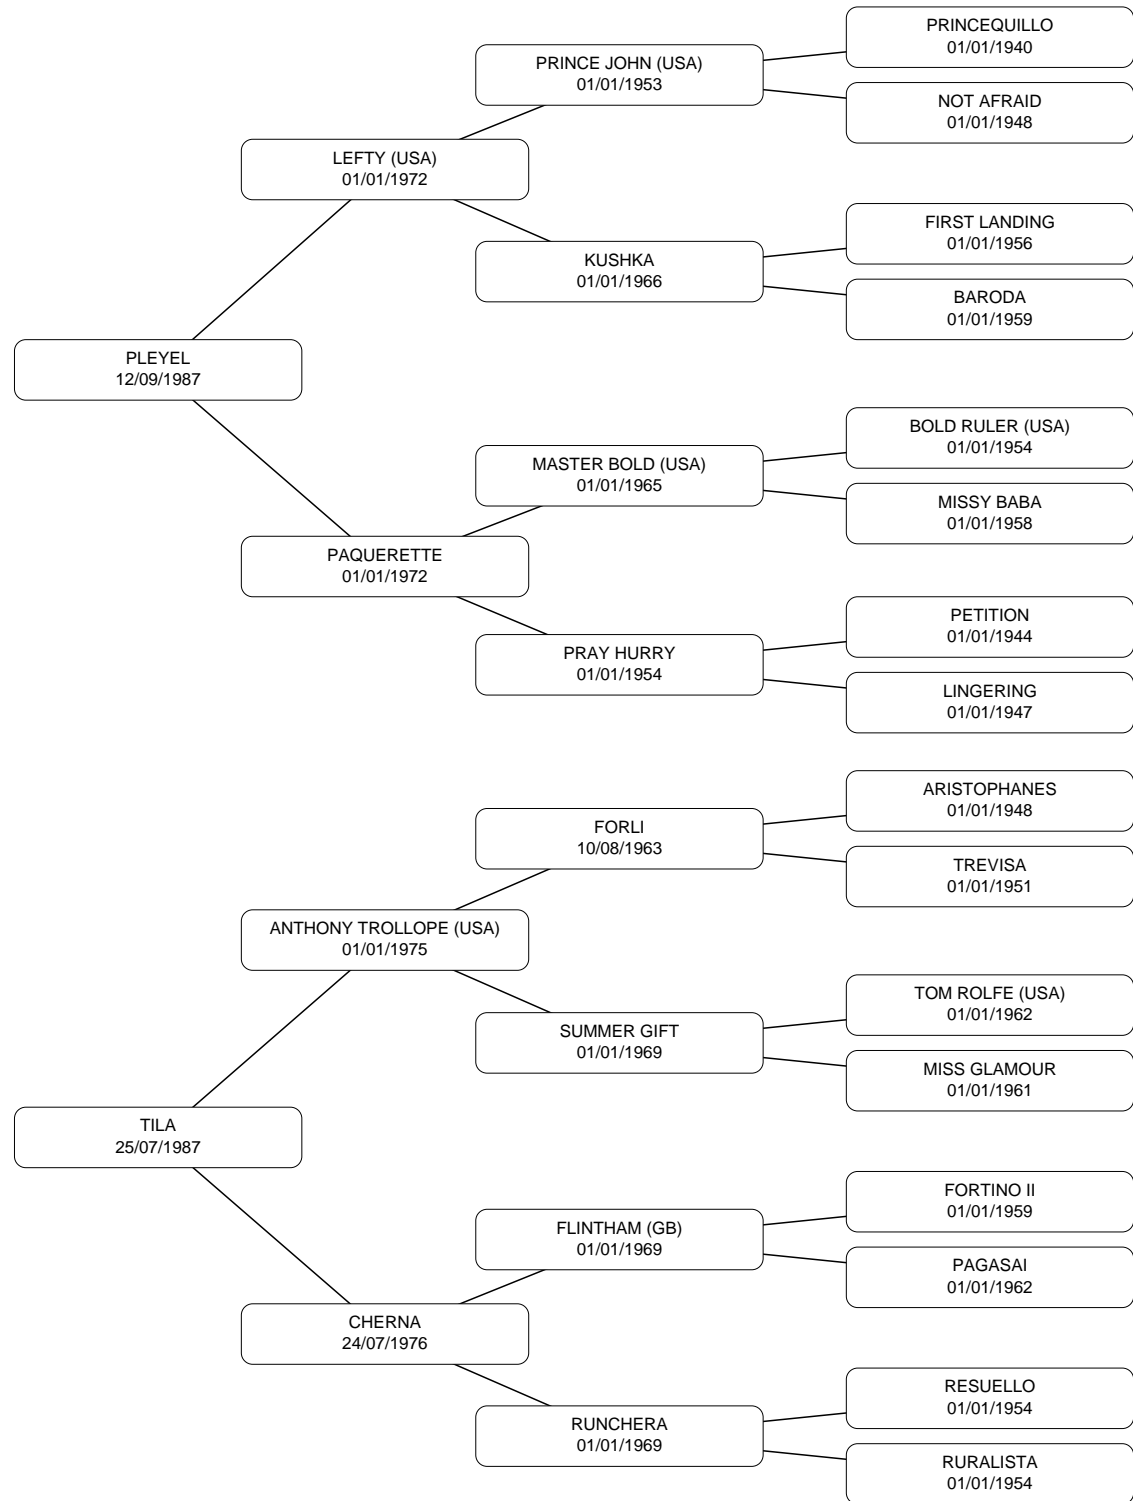 PRINCEQUILLO
01/01/1940
PRINCE JOHN (USA)
01/01/1953
NOT AFRAID
01/01/1948
LEFTY (USA)
01/01/1972
FIRST LANDING
01/01/1956
KUSHKA
01/01/1966
BARODA
01/01/1959
PLEYEL
12/09/1987
BOLD RULER (USA)
01/01/1954
MASTER BOLD (USA)
01/01/1965
MISSY BABA
01/01/1958
PAQUERETTE
01/01/1972
PETITION
01/01/1944
PRAY HURRY
01/01/1954
LINGERING
01/01/1947
ARISTOPHANES
01/01/1948
FORLI
10/08/1963
TREVISA
01/01/1951
ANTHONY TROLLOPE (USA)
01/01/1975
TOM ROLFE (USA)
01/01/1962
SUMMER GIFT
01/01/1969
MISS GLAMOUR
01/01/1961
TILA
25/07/1987
FORTINO II
01/01/1959
FLINTHAM (GB)
01/01/1969
PAGASAI
01/01/1962
CHERNA
24/07/1976
RESUELLO
01/01/1954
RUNCHERA
01/01/1969
RURALISTA
01/01/1954